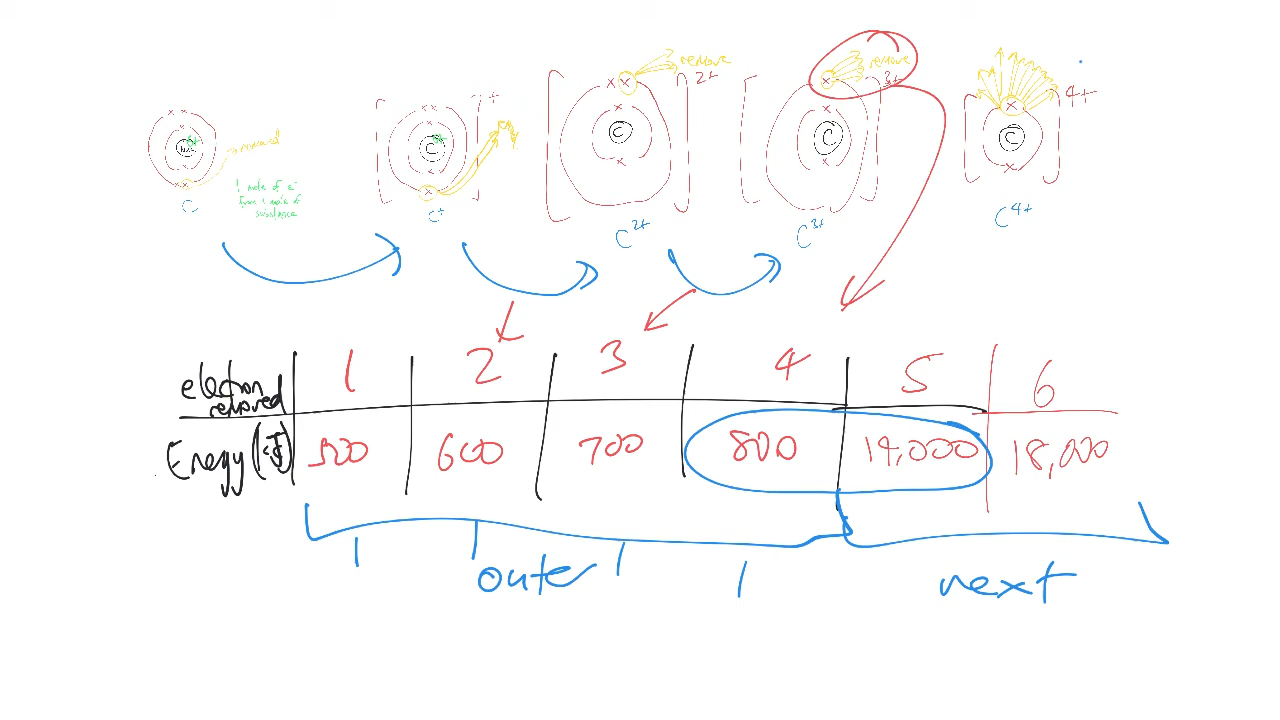 remove
2+
remove
3+
4+
+
C
C
C
C
removed
1 mole of e-
from 1 mole of
substance
C
C+
C2+
C3+
C4+
electron removed 1 2 3 4 5 6
Energy (kJ) 500 600 700 800 14,000 18,000
outer
next